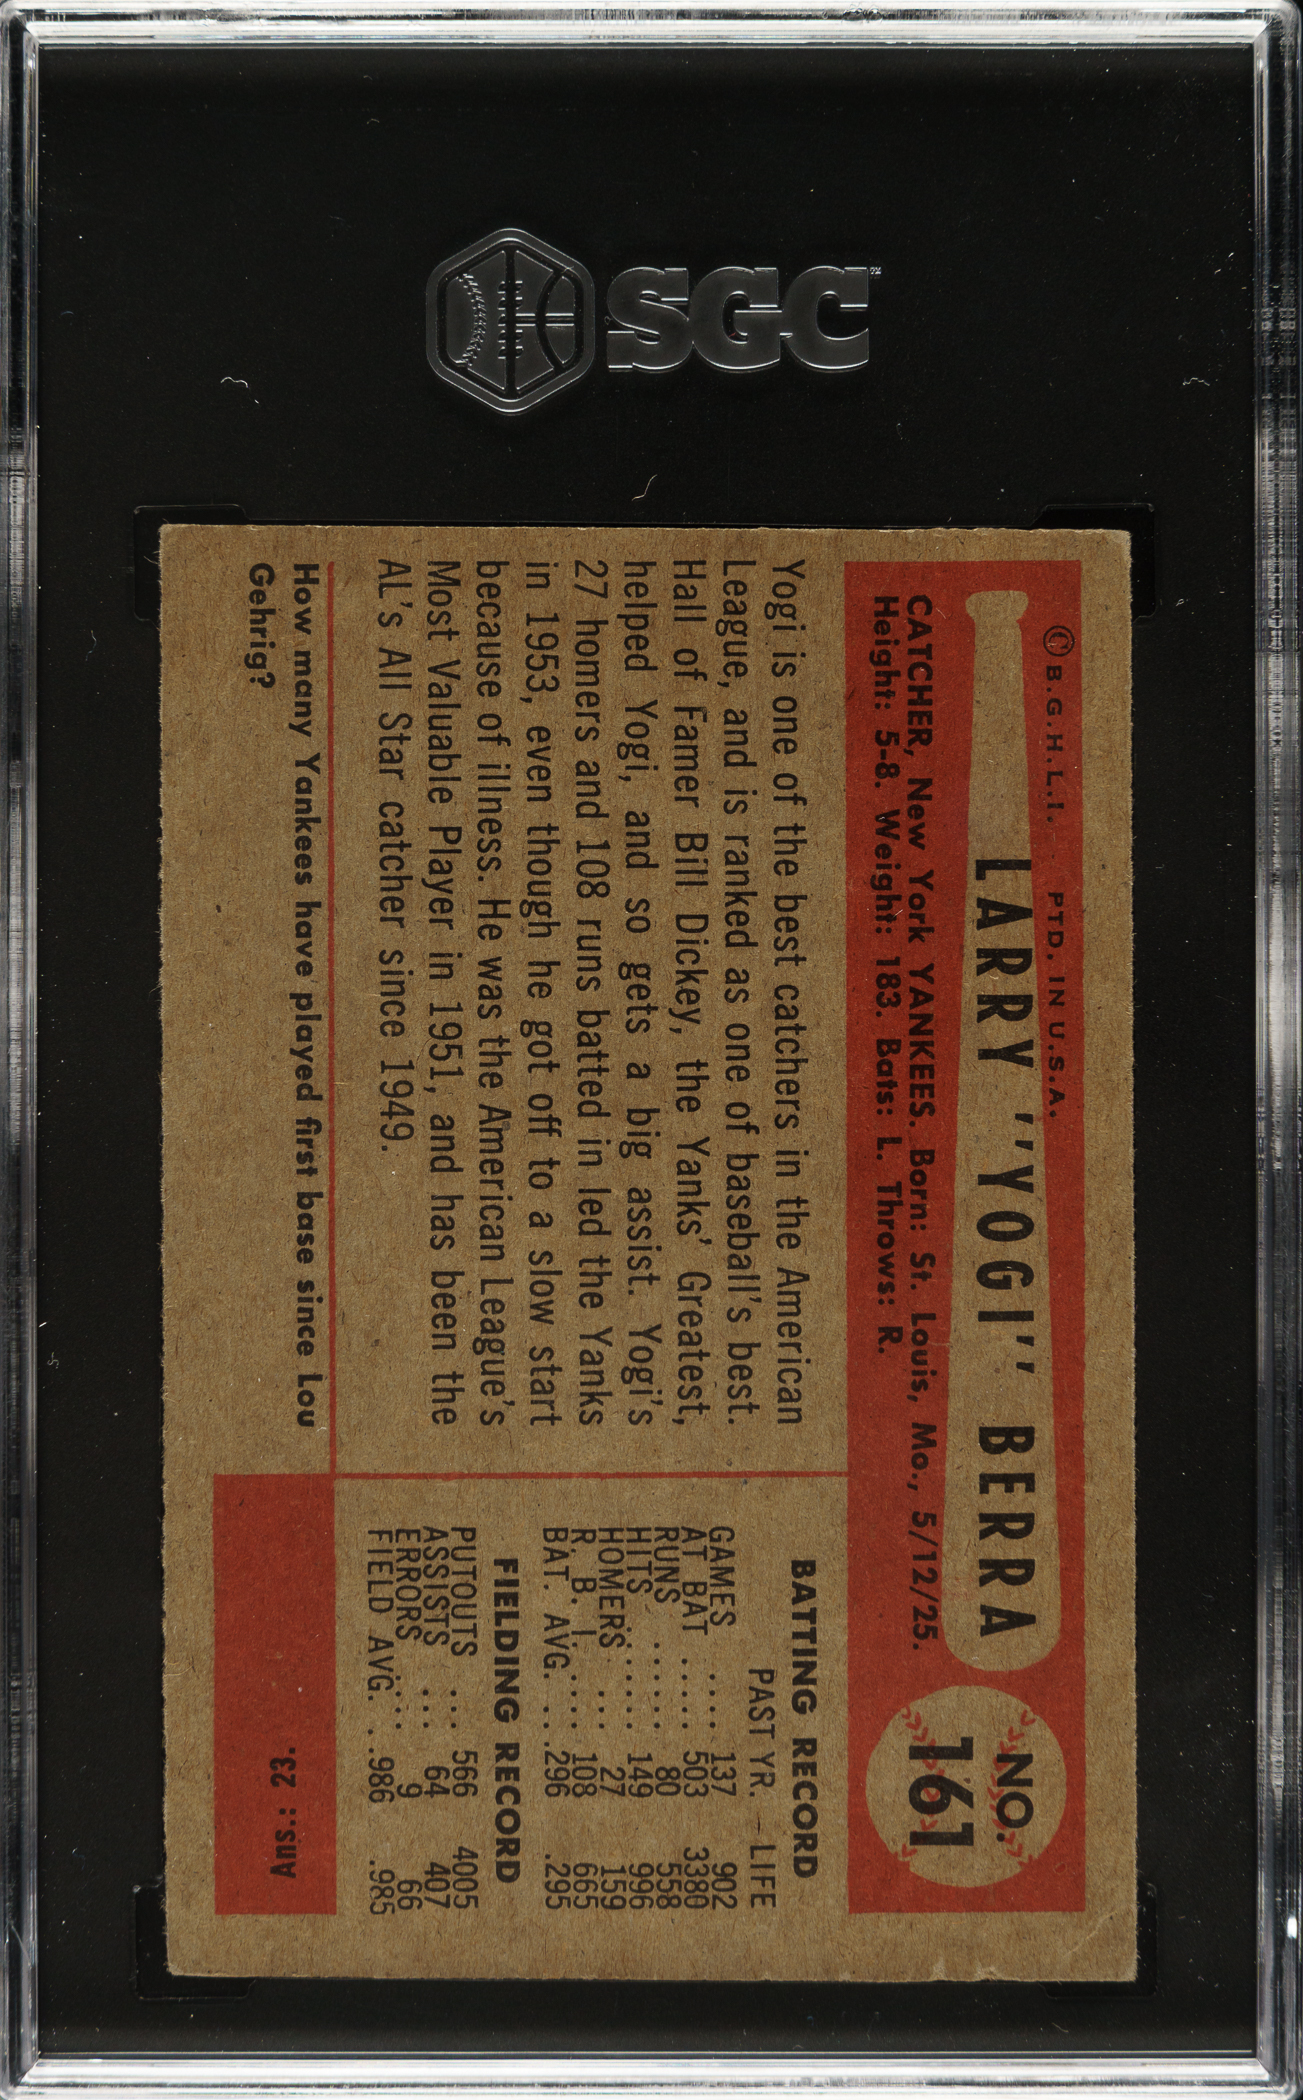 SGC™
© B.G.H.L.I. PTD. IN U.S.A.
LARRY "YOGI" BERRA
NO.
161
CATCHER, New York YANKEES. Born: St. Louis, Mo., 5/12/25.
Height: 5-8. Weight: 183. Bats: L. Throws: R.
Yogi is one of the best catchers in the American
League, and is ranked as one of baseball's best.
Hall of Famer Bill Dickey, the Yanks' Greatest,
helped Yogi, and so gets a big assist. Yogi's
27 homers and 108 runs batted in led the Yanks
in 1953, even though he got off to a slow start
because of illness. He was the American League's
Most Valuable Player in 1951, and has been the
AL's All Star catcher since 1949.
BATTING RECORD
PAST YR. LIFE
GAMES .... 137 902
AT BAT ..... 503 3380
RUNS ...... 80 558
HITS ...... 149 996
HOMERS ... 27 159
R. B. I. .... 108 665
BAT. AVG. .. .296 .295
FIELDING RECORD
PUTOUTS ... 566 4005
ASSISTS ... 64 407
ERRORS .... 9 66
FIELD AVG. ..986 .985
How many Yankees have played first base since Lou
Gehrig?
Ans.: 23.